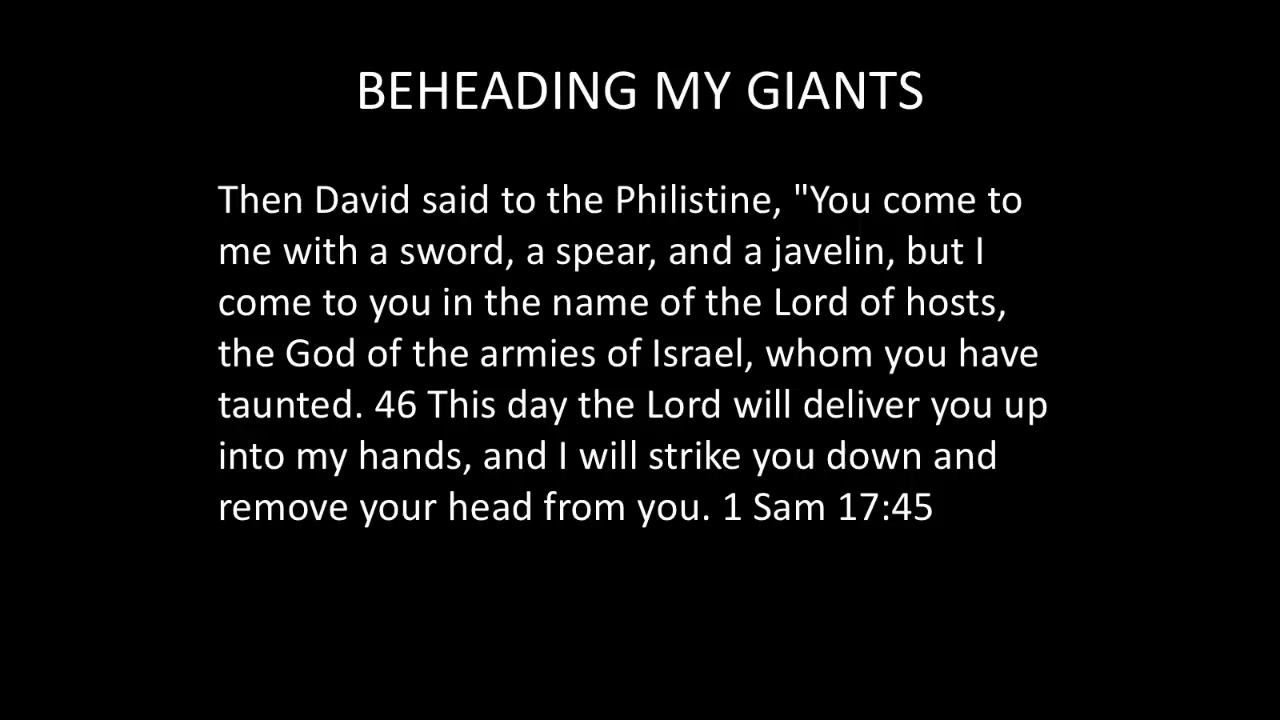 BEHEADING MY GIANTS
Then David said to the Philistine, "You come to
me with a sword, a spear, and a javelin, but I
come to you in the name of the Lord of hosts,
the God of the armies of Israel, whom you have
taunted. 46 This day the Lord will deliver you up
into my hands, and I will strike you down and
remove your head from you. 1 Sam 17:45